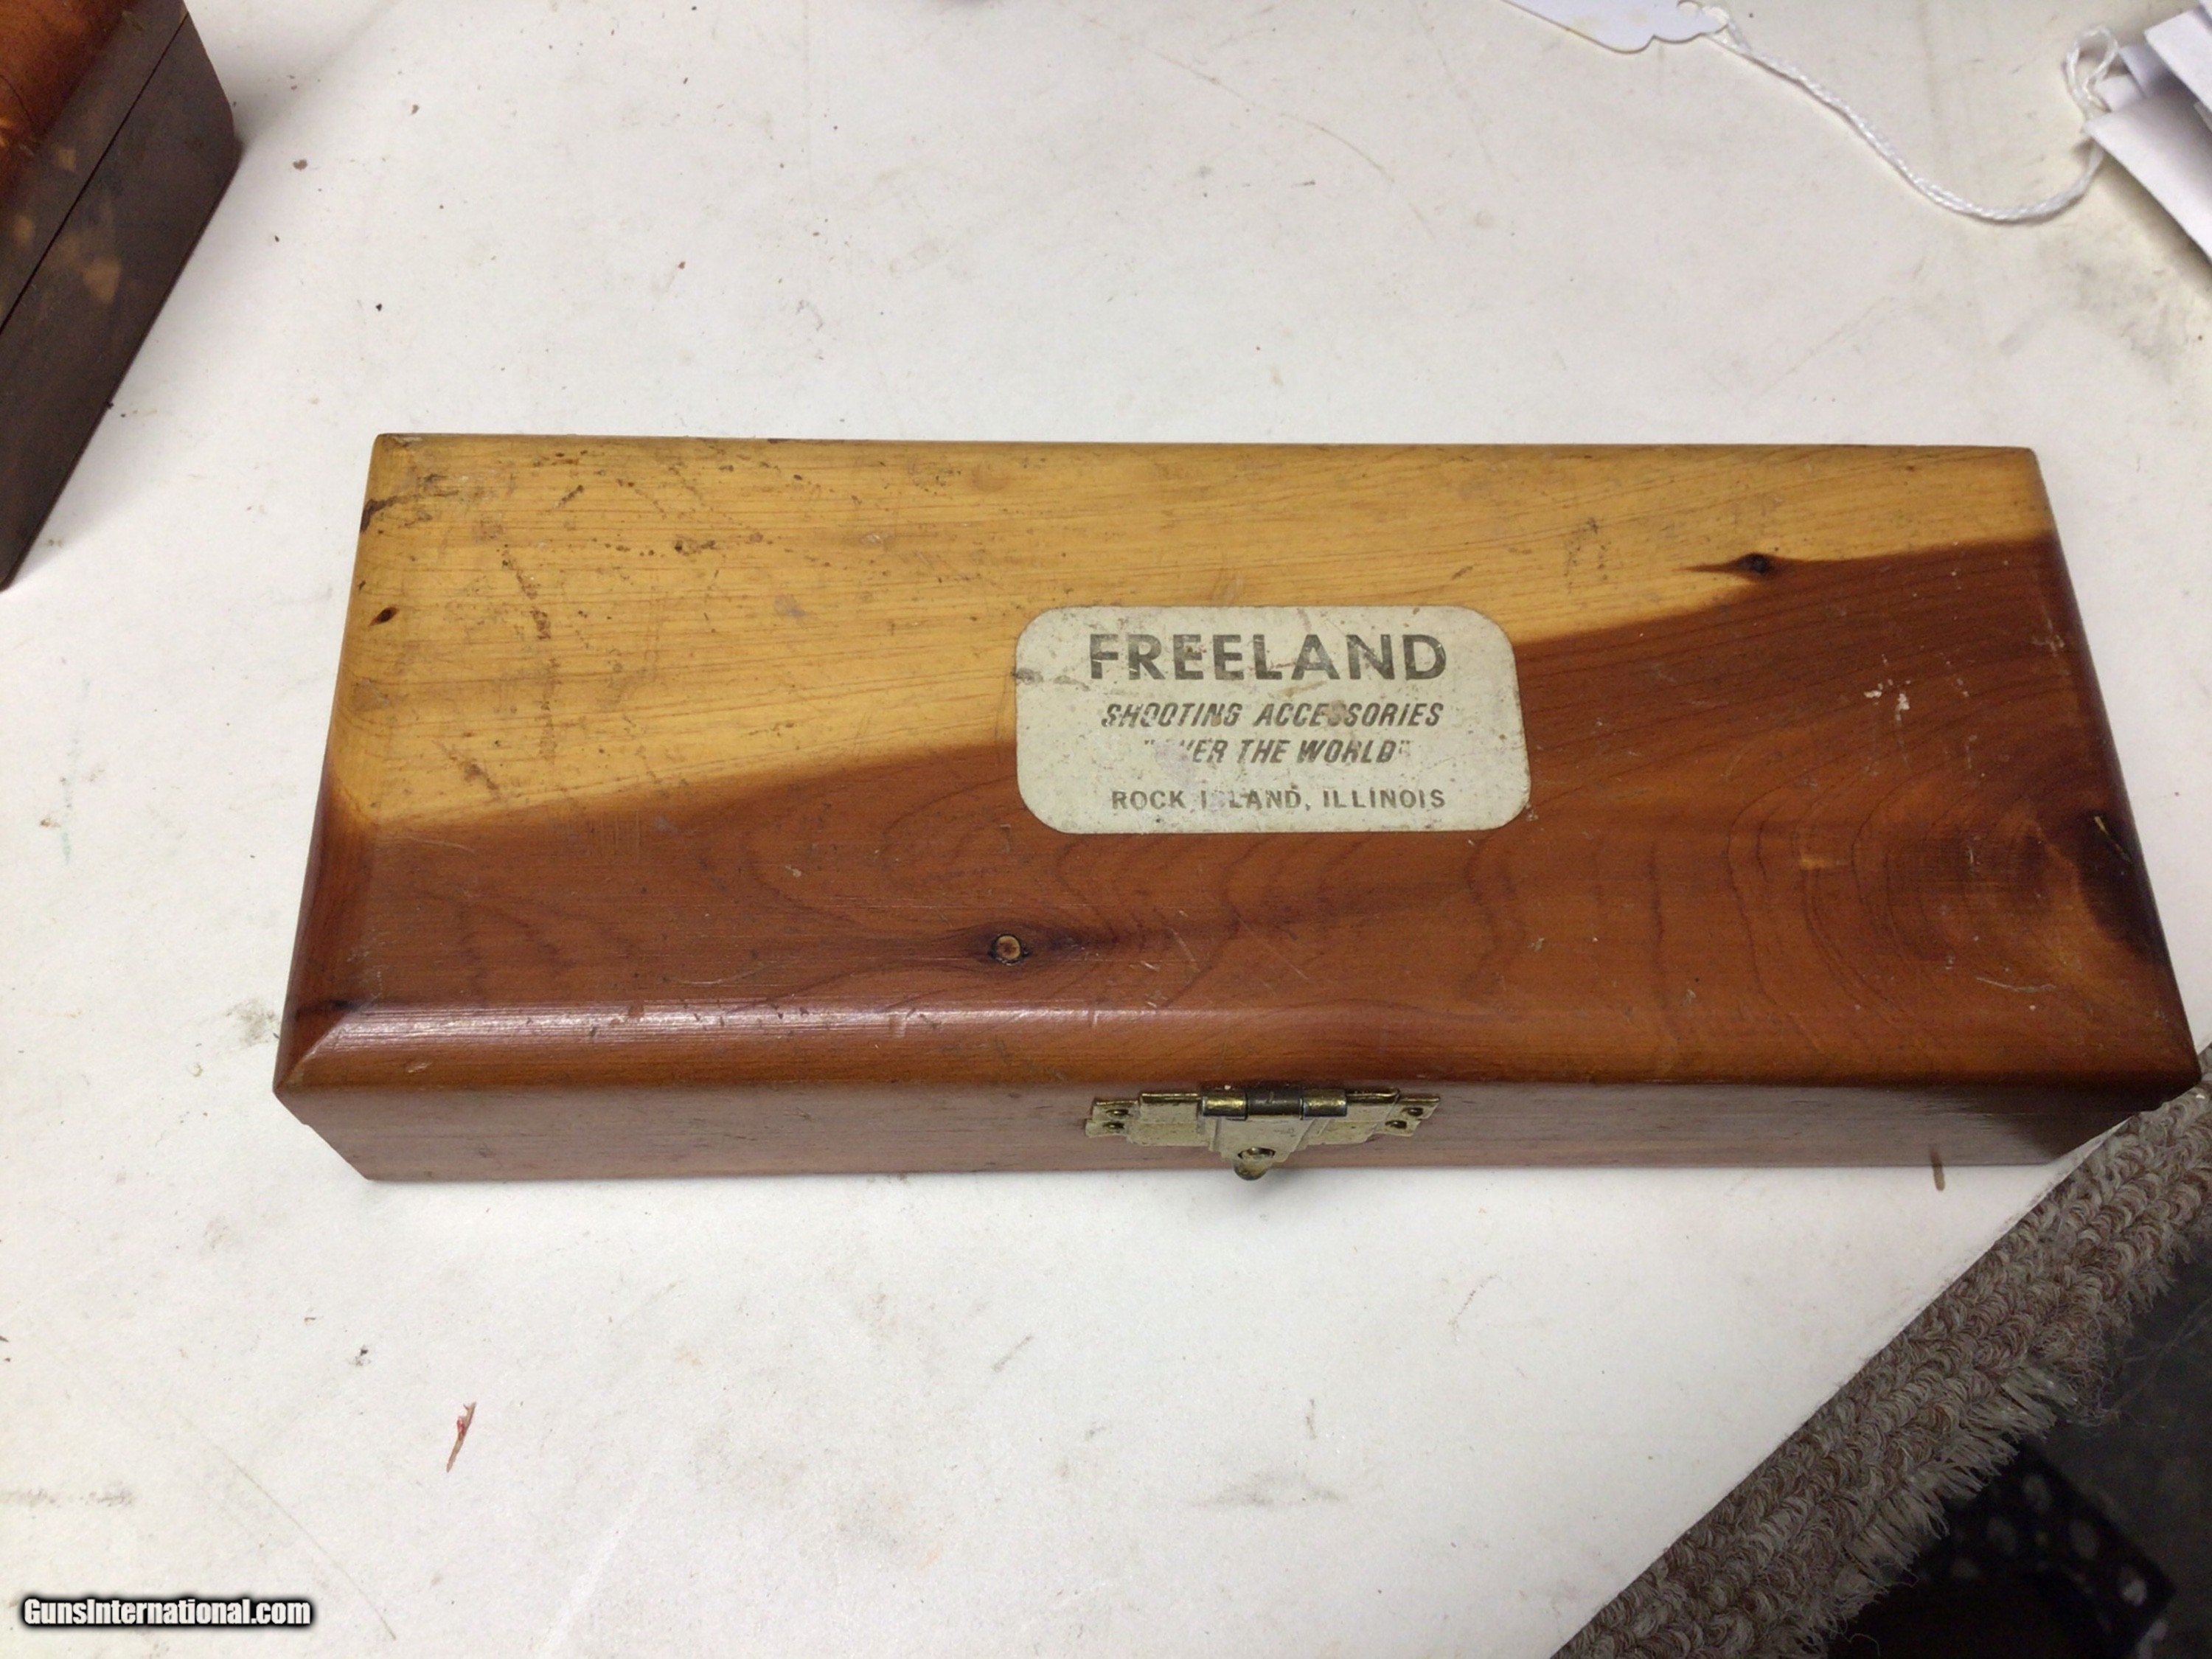 FREELAND
SHOOTING ACCESSORIES
THE WORLD"
ROCK ISLAND, ILLINOIS
GunsInternational.com